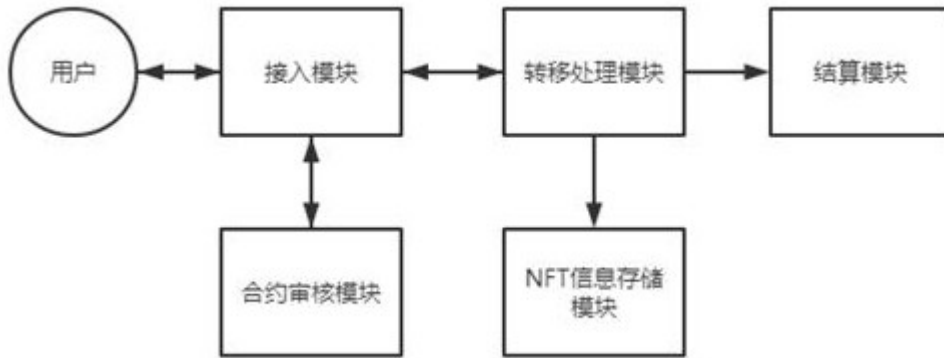 用户
接入模块
转移处理模块
结算模块
合约审核模块
NFT信息存储
模块